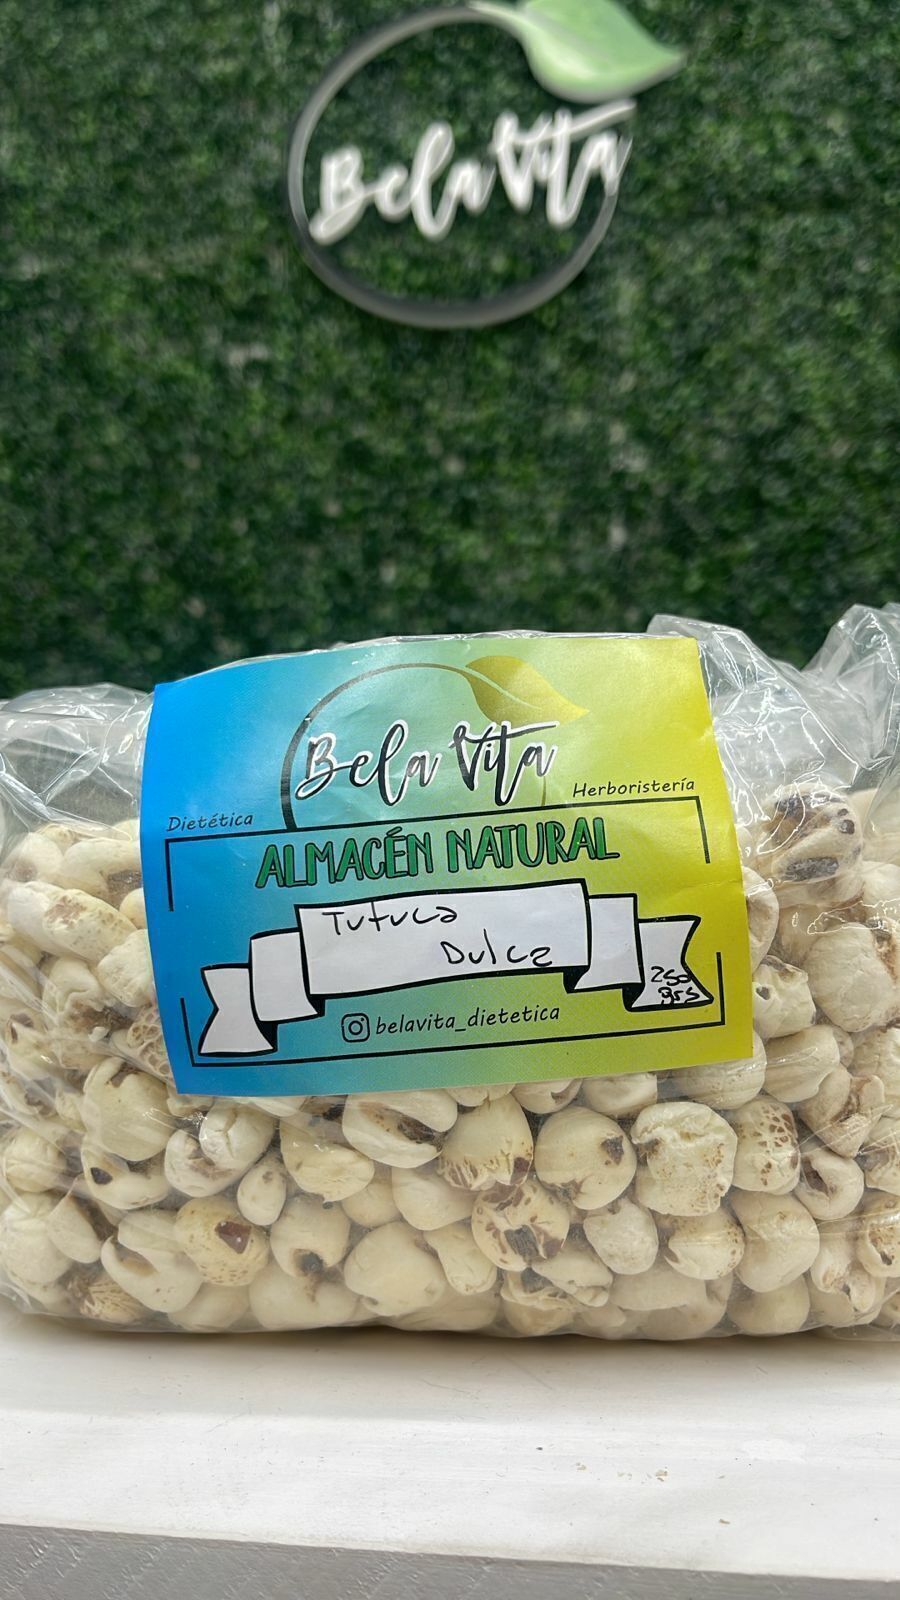 Bela Vita
Bela Vita
Dietética
Herboristería
ALMACÉN NATURAL
Tutuca
Dulce
250
grs
belavita_dietetica